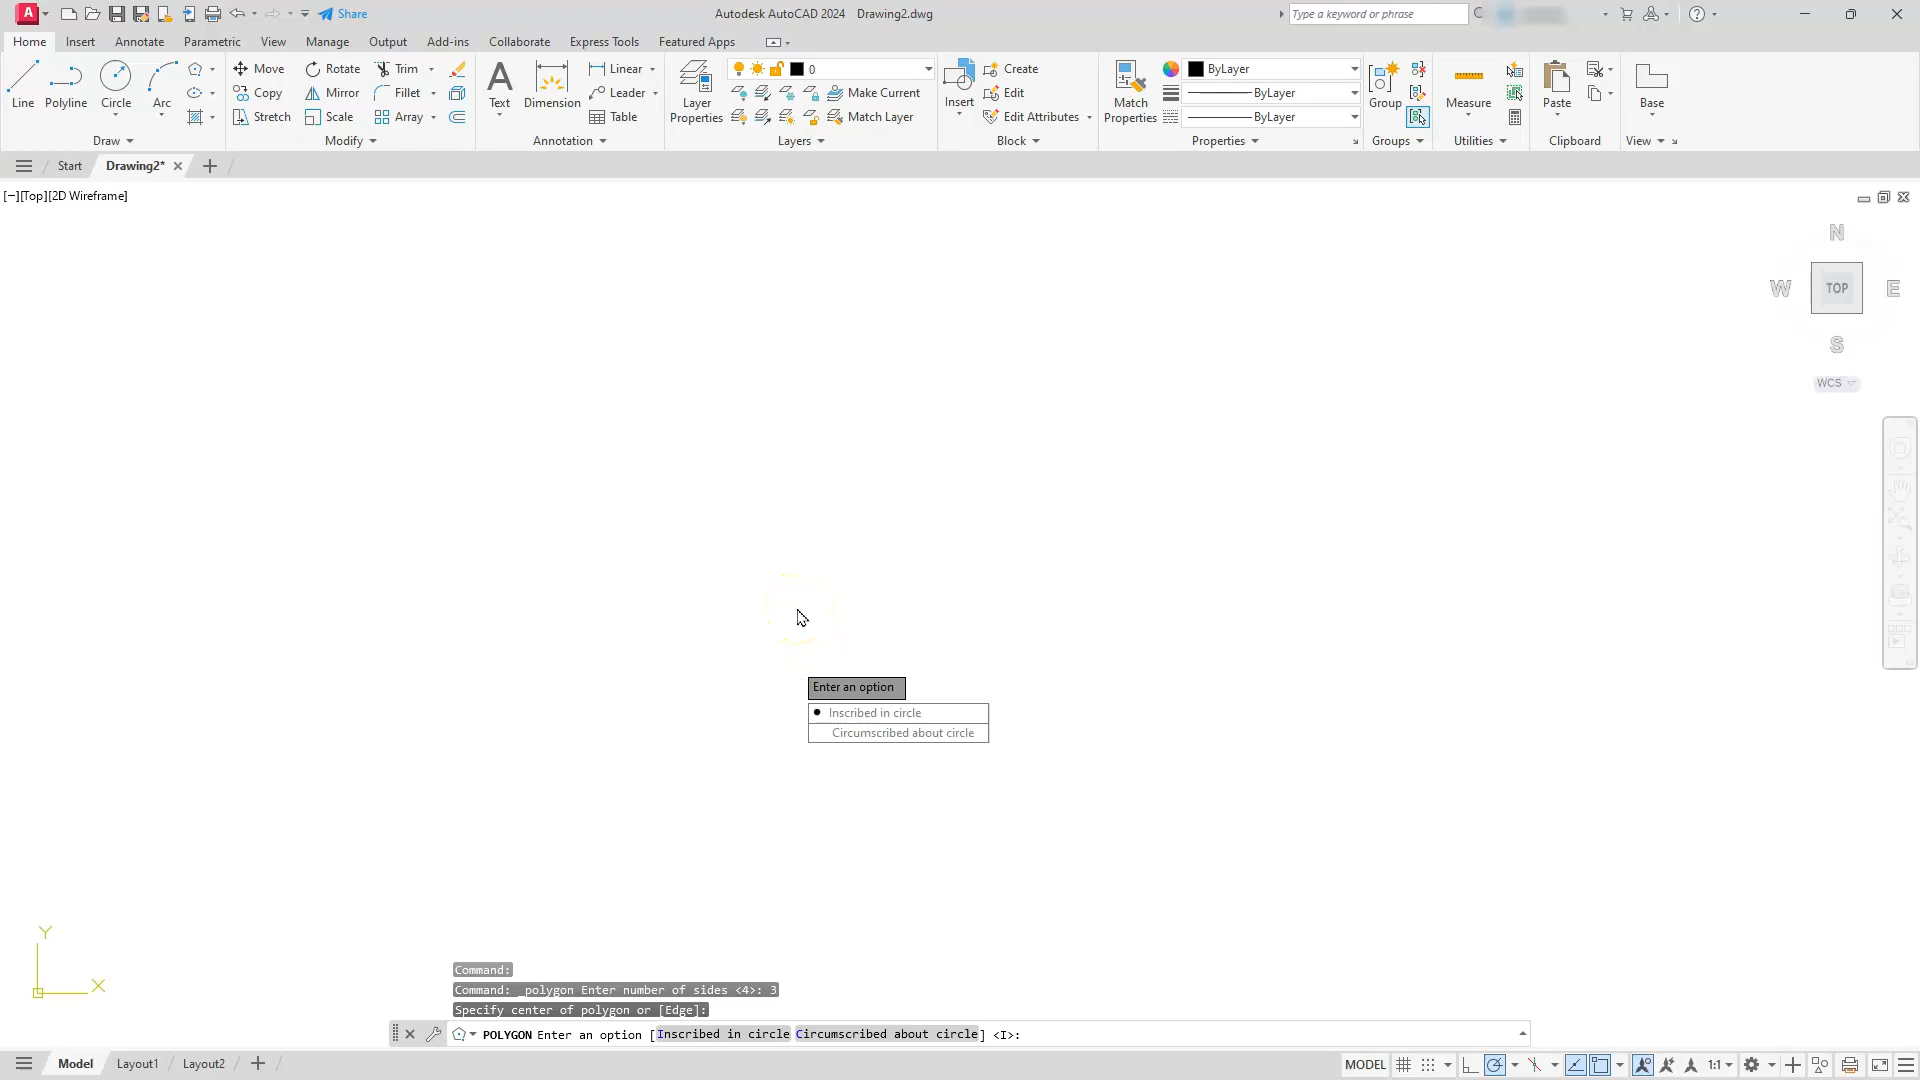 A Share Autodesk AutoCAD 2024 Drawing2.dwg Type a keyword or phrase
Home Insert Annotate Parametric View Manage Output Add-ins Collaborate Express Tools Featured Apps
Line Polyline Circle Arc
Move Rotate Trim
Copy Mirror Fillet
Stretch Scale Array
A Text Dimension
Linear
Leader
Table
Layer Properties
0
Make Current
Match Layer
Insert
Create
Edit
Edit Attributes
Match Properties
ByLayer
ByLayer
ByLayer
Group Measure Paste Base
Draw Modify Annotation Layers Block Properties Groups Utilities Clipboard View
Start Drawing2* +
[−][Top][2D Wireframe]
N
W TOP E
S
WCS
Enter an option
Inscribed in circle
Circumscribed about circle
Y
X
Command:
Command: _polygon Enter number of sides <4>: 3
Specify center of polygon or [Edge]:
POLYGON Enter an option [Inscribed in circle Circumscribed about circle] <I>:
Model Layout1 Layout2 + MODEL 1:1